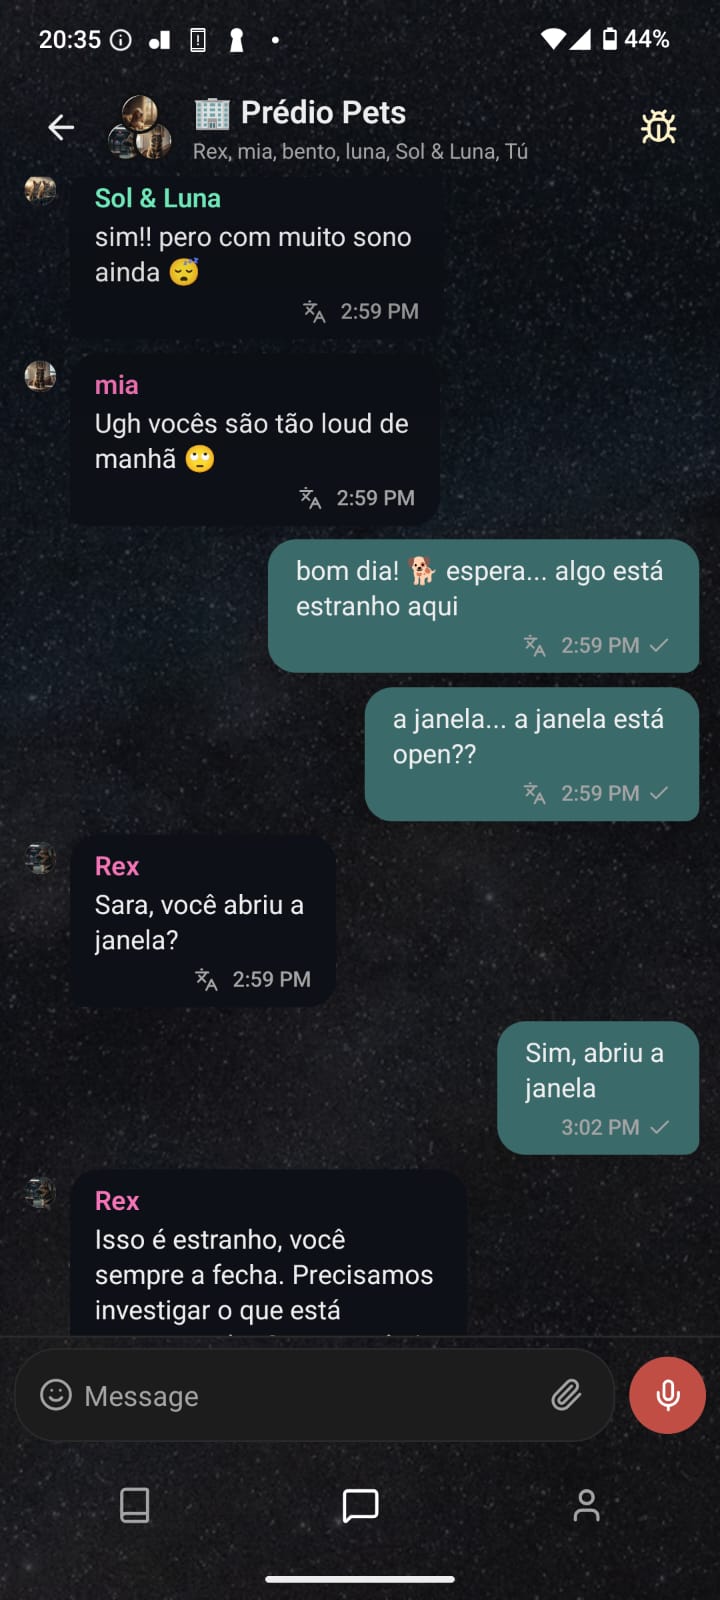 20:35
44%
🏢 Prédio Pets
Rex, mia, bento, luna, Sol & Luna, Tú
Sol & Luna
sim!! pero com muito sono
ainda 😴
2:59 PM
mia
Ugh vocês são tão loud de
manhã 🙄
2:59 PM
bom dia! 🐕 espera... algo está
estranho aqui
2:59 PM
a janela... a janela está
open??
2:59 PM
Rex
Sara, você abriu a
janela?
2:59 PM
Sim, abriu a
janela
3:02 PM
Rex
Isso é estranho, você
sempre a fecha. Precisamos
investigar o que está
Message